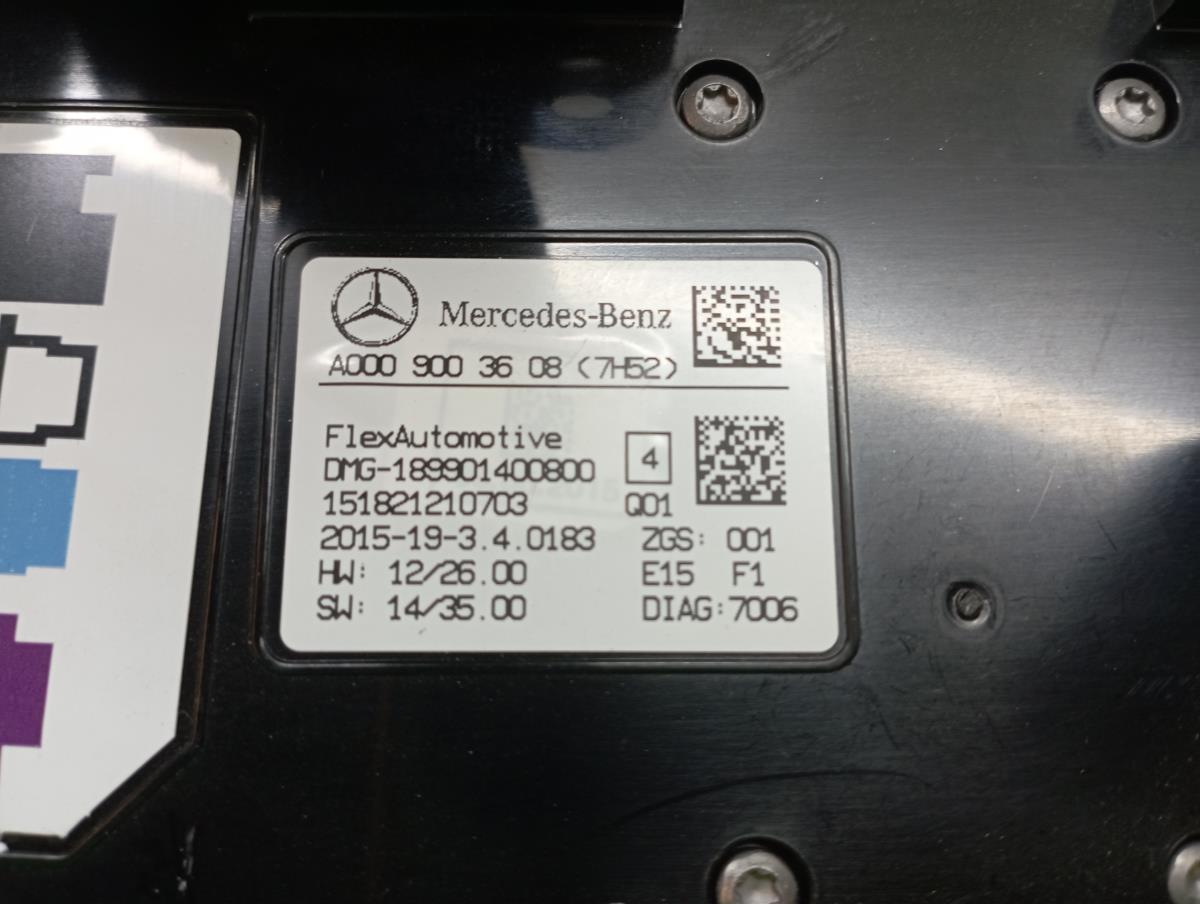 Mercedes-Benz
A000 900 36 08 (7H52)
FlexAutomotive
DMG-189901400800 4
151821210703 Q01
2015-19-3.4.0183 ZGS: 001
HW: 12/26.00 E15 F1
SW: 14/35.00 DIAG:7006